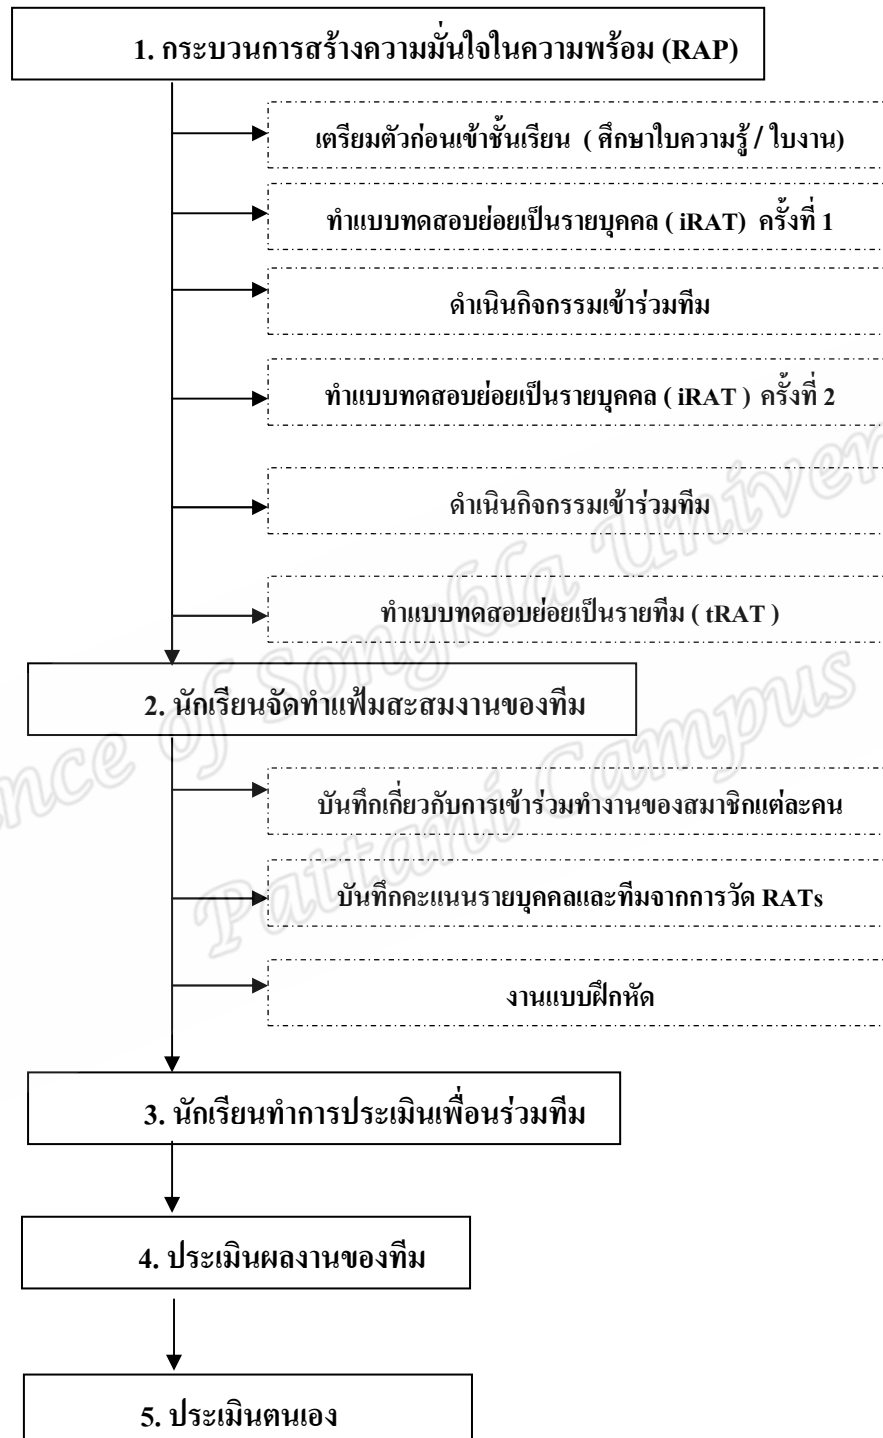 1. กระบวนการสร้างความมั่นใจในความพร้อม (RAP)
เตรียมตัวก่อนเข้าชั้นเรียน ( ศึกษาใบความรู้ / ใบงาน)
ทำแบบทดสอบย่อยเป็นรายบุคคล ( iRAT) ครั้งที่ 1
ดำเนินกิจกรรมเข้าร่วมทีม
ทำแบบทดสอบย่อยเป็นรายบุคคล ( iRAT ) ครั้งที่ 2
ดำเนินกิจกรรมเข้าร่วมทีม
ทำแบบทดสอบย่อยเป็นรายทีม ( tRAT )
2. นักเรียนจัดทำแฟ้มสะสมงานของทีม
บันทึกเกี่ยวกับการเข้าร่วมทำงานของสมาชิกแต่ละคน
บันทึกคะแนนรายบุคคลและทีมจากการวัด RATs
งานแบบฝึกหัด
3. นักเรียนทำการประเมินเพื่อนร่วมทีม
4. ประเมินผลงานของทีม
5. ประเมินตนเอง
of Songkla
Pattani Campus